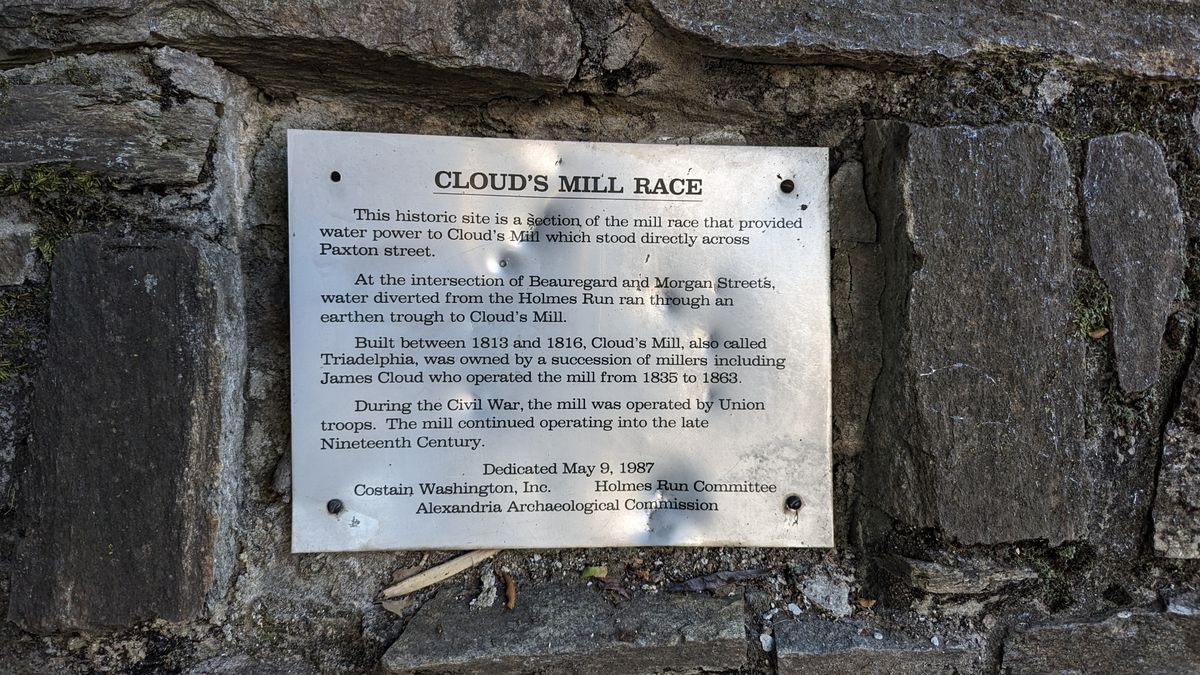 CLOUD'S MILL RACE
This historic site is a section of the mill race that provided
water power to Cloud's Mill which stood directly across
Paxton street.
At the intersection of Beauregard and Morgan Streets,
water diverted from the Holmes Run ran through an
earthen trough to Cloud's Mill.
Built between 1813 and 1816, Cloud's Mill, also called
Triadelphia, was owned by a succession of millers including
James Cloud who operated the mill from 1835 to 1863.
During the Civil War, the mill was operated by Union
troops. The mill continued operating into the late
Nineteenth Century.
Dedicated May 9, 1987
Costain Washington, Inc. Holmes Run Committee
Alexandria Archaeological Commission